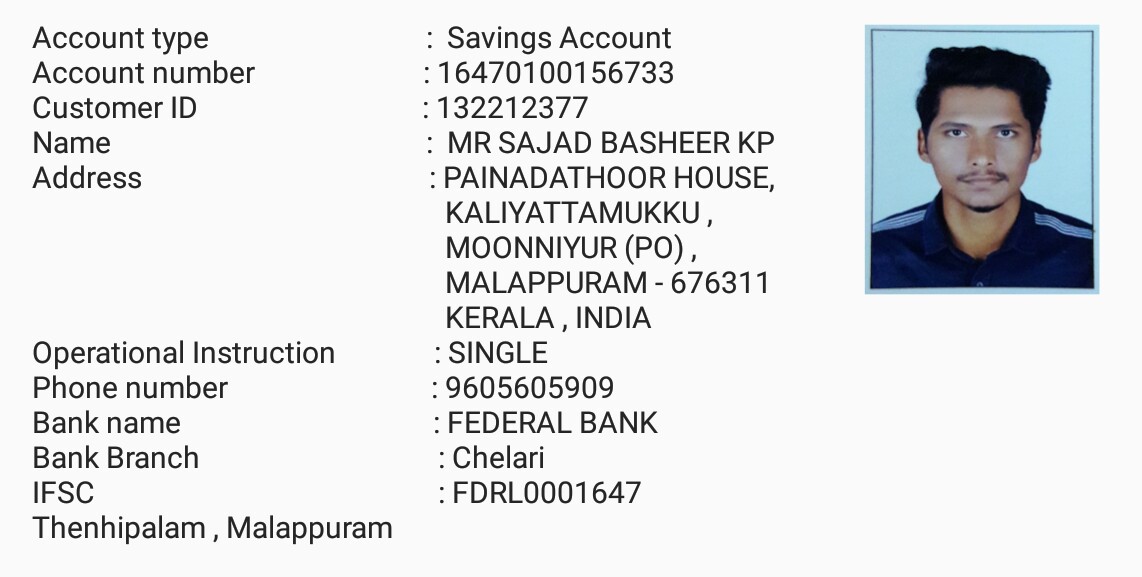 Account type : Savings Account
Account number : 16470100156733
Customer ID : 132212377
Name : MR SAJAD BASHEER KP
Address : PAINADATHOOR HOUSE,
KALIYATTAMUKKU ,
MOONNIYUR (PO) ,
MALAPPURAM - 676311
KERALA , INDIA
Operational Instruction : SINGLE
Phone number : 9605605909
Bank name : FEDERAL BANK
Bank Branch : Chelari
IFSC : FDRL0001647
Thenhipalam , Malappuram